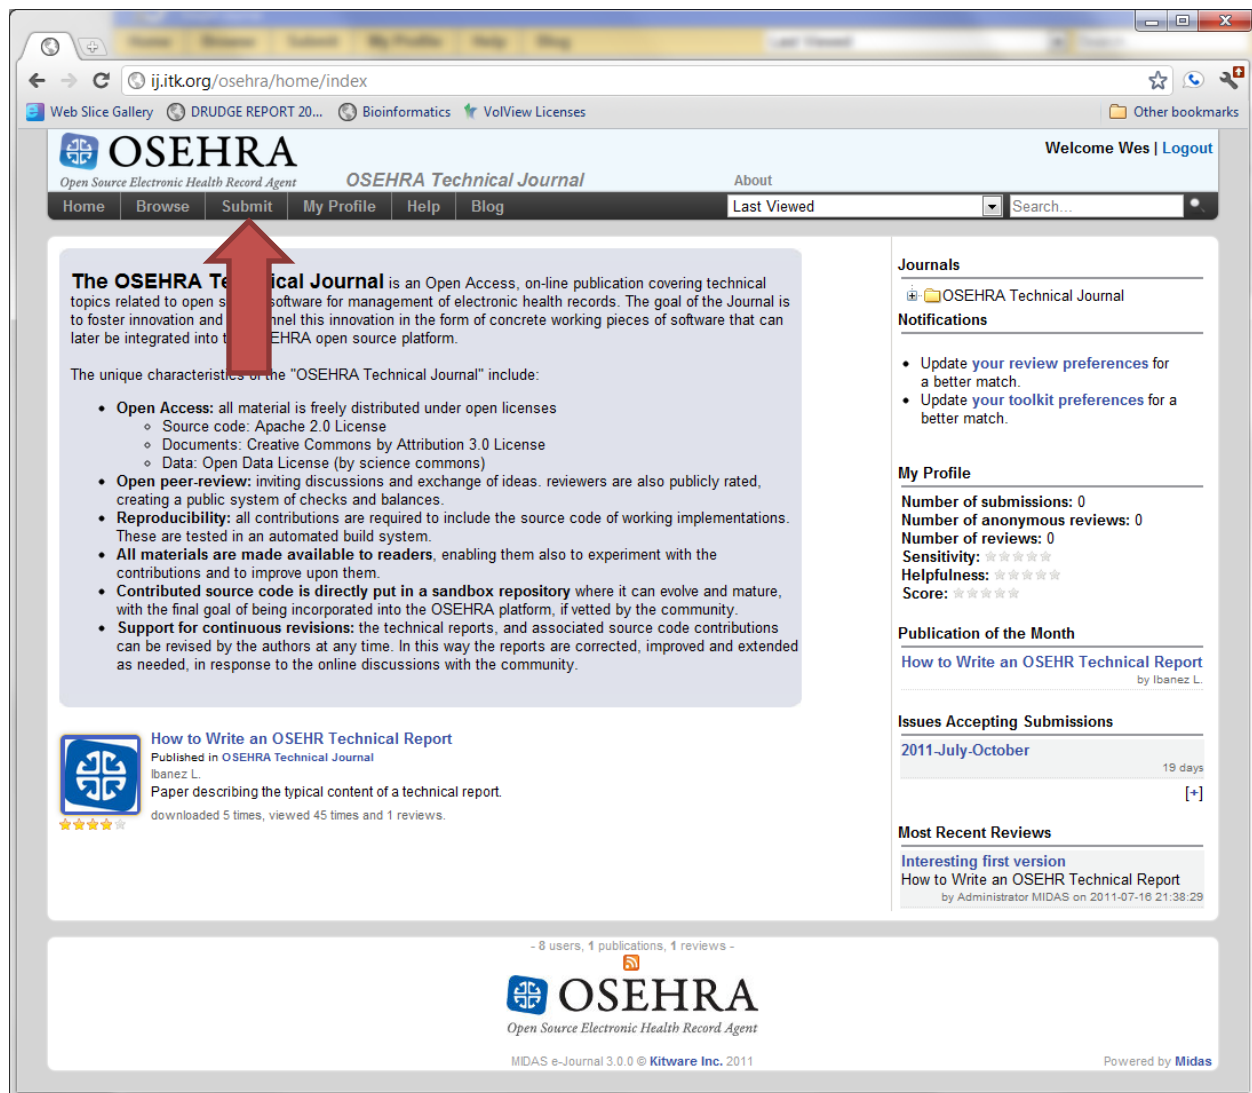 Home Browse Submit My Profile Help Blog Last Viewed Search
ij.itk.org/osehra/home/index
Web Slice Gallery DRUDGE REPORT 20... Bioinformatics VolView Licenses Other bookmarks
OSEHRA
Open Source Electronic Health Record Agent
OSEHRA Technical Journal
About
Welcome Wes | Logout
Home Browse Submit My Profile Help Blog Last Viewed Search...
The OSEHRA Te ical Journal is an Open Access, on-line publication covering technical
topics related to open s software for management of electronic health records. The goal of the Journal is
to foster innovation and nnel this innovation in the form of concrete working pieces of software that can
later be integrated into t EHRA open source platform.
The unique characteristics of the "OSEHRA Technical Journal" include:
• Open Access: all material is freely distributed under open licenses
◦ Source code: Apache 2.0 License
◦ Documents: Creative Commons by Attribution 3.0 License
◦ Data: Open Data License (by science commons)
• Open peer-review: inviting discussions and exchange of ideas. reviewers are also publicly rated,
creating a public system of checks and balances.
• Reproducibility: all contributions are required to include the source code of working implementations.
These are tested in an automated build system.
• All materials are made available to readers, enabling them also to experiment with the
contributions and to improve upon them.
• Contributed source code is directly put in a sandbox repository where it can evolve and mature,
with the final goal of being incorporated into the OSEHRA platform, if vetted by the community.
• Support for continuous revisions: the technical reports, and associated source code contributions
can be revised by the authors at any time. In this way the reports are corrected, improved and extended
as needed, in response to the online discussions with the community.
How to Write an OSEHR Technical Report
Published in OSEHRA Technical Journal
Ibanez L.
Paper describing the typical content of a technical report.
downloaded 5 times, viewed 45 times and 1 reviews.
Journals
OSEHRA Technical Journal
Notifications
• Update your review preferences for
a better match.
• Update your toolkit preferences for a
better match.
My Profile
Number of submissions: 0
Number of anonymous reviews: 0
Number of reviews: 0
Sensitivity:
Helpfulness:
Score:
Publication of the Month
How to Write an OSEHR Technical Report
by Ibanez L.
Issues Accepting Submissions
2011-July-October
19 days
[+]
Most Recent Reviews
Interesting first version
How to Write an OSEHR Technical Report
by Administrator MIDAS on 2011-07-16 21:38:29
- 8 users, 1 publications, 1 reviews -
OSEHRA
Open Source Electronic Health Record Agent
MIDAS e-Journal 3.0.0 © Kitware Inc. 2011
Powered by Midas